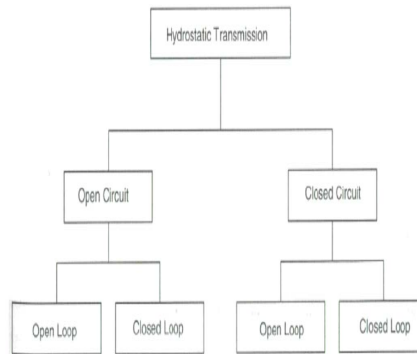 Hydrostatic Transmission
Open Circuit
Closed Circuit
Open Loop
Closed Loop
Open Loop
Closed Loop